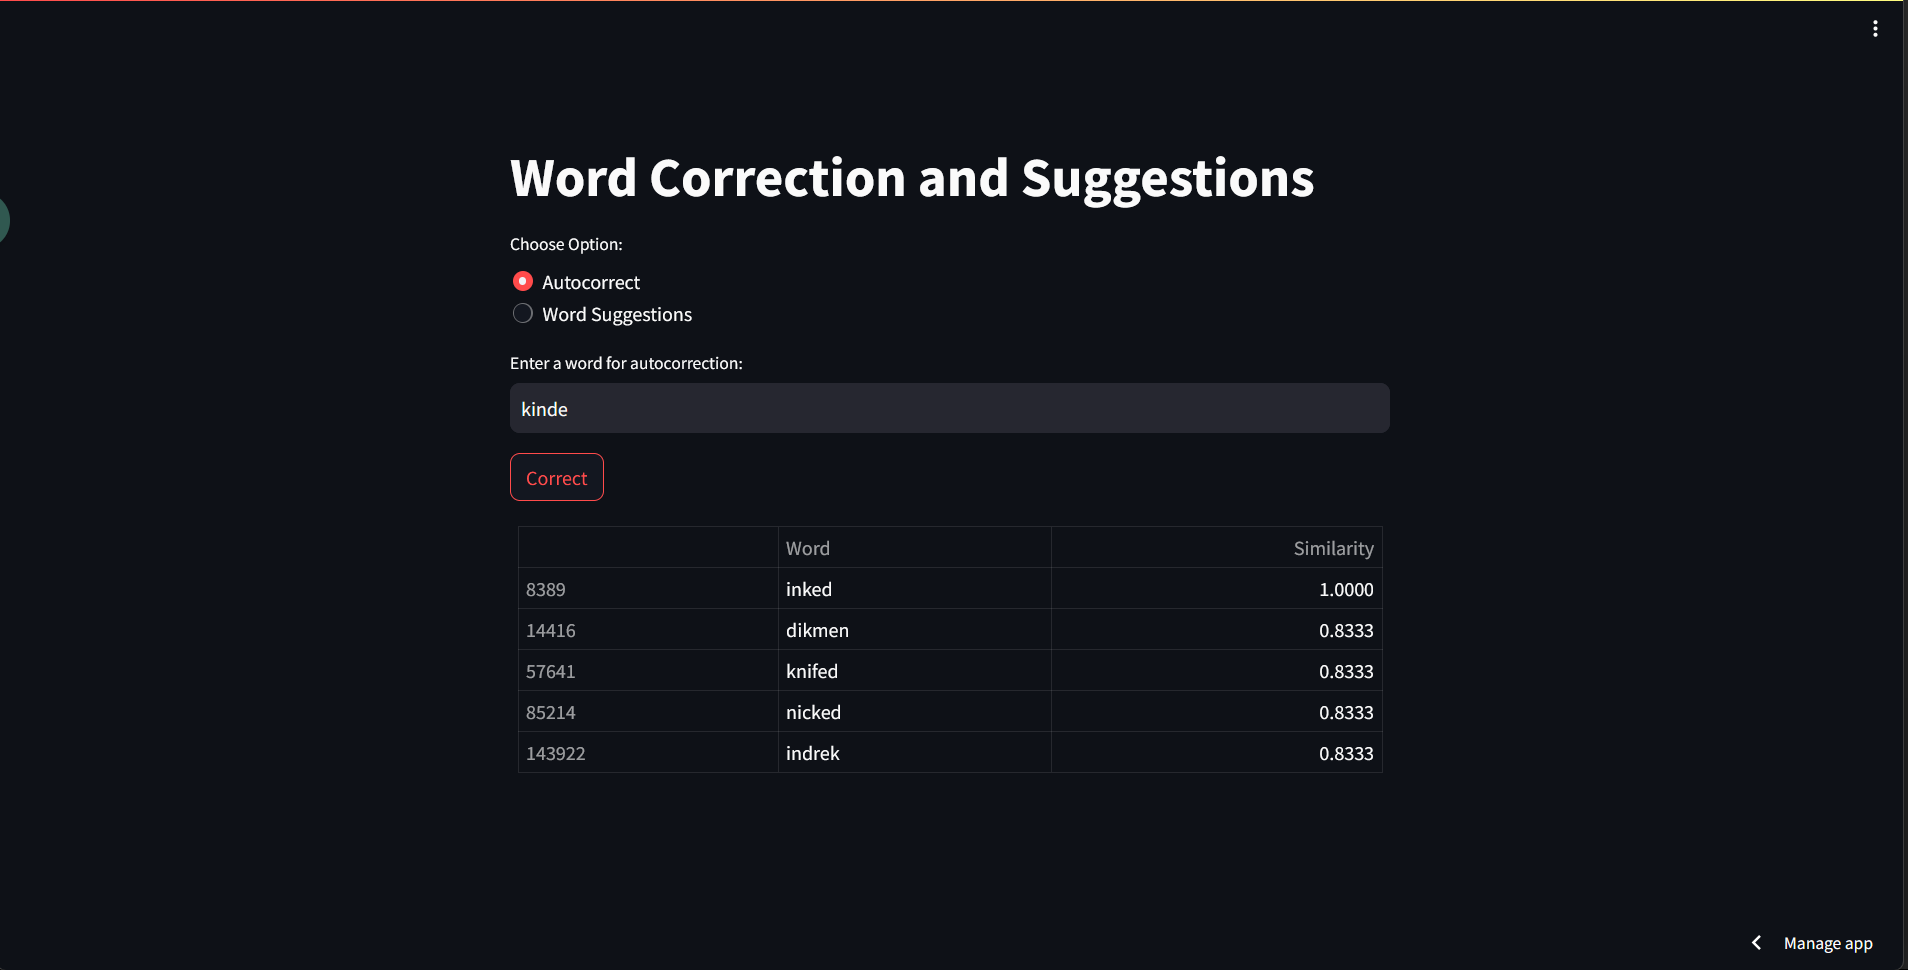 Word Correction and Suggestions
Choose Option:
Autocorrect
Word Suggestions
Enter a word for autocorrection:
kinde
Correct
Word Similarity
8389 inked 1.0000
14416 dikmen 0.8333
57641 knifed 0.8333
85214 nicked 0.8333
143922 indrek 0.8333
Manage app